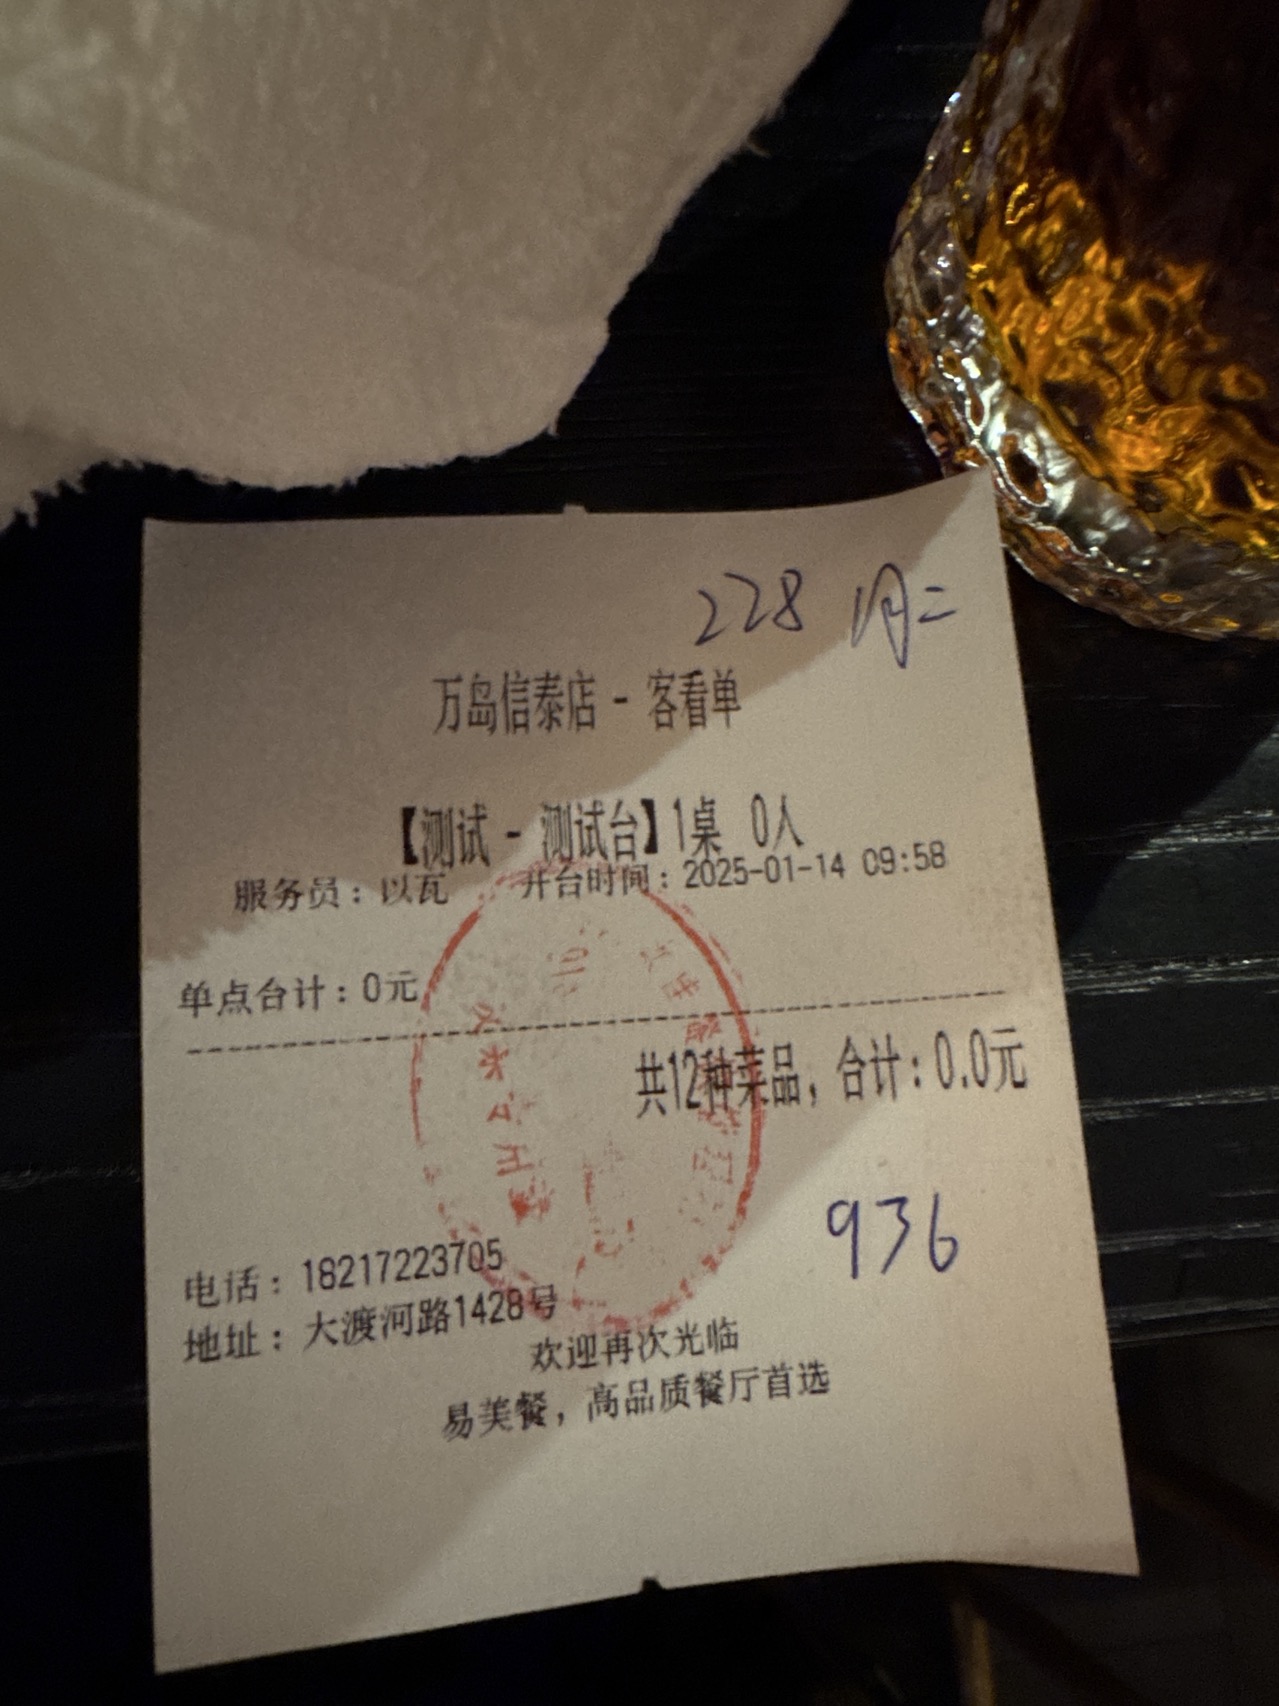 228
万岛信泰店 - 客看单
【测试 - 测试台】1桌 0人
服务员：以瓦 开台时间：2025-01-14 09:58
单点合计：0元
共12种菜品，合计：0.0元
936
电话：18217223705
地址：大渡河路1428号
欢迎再次光临
易美餐，高品质餐厅首选